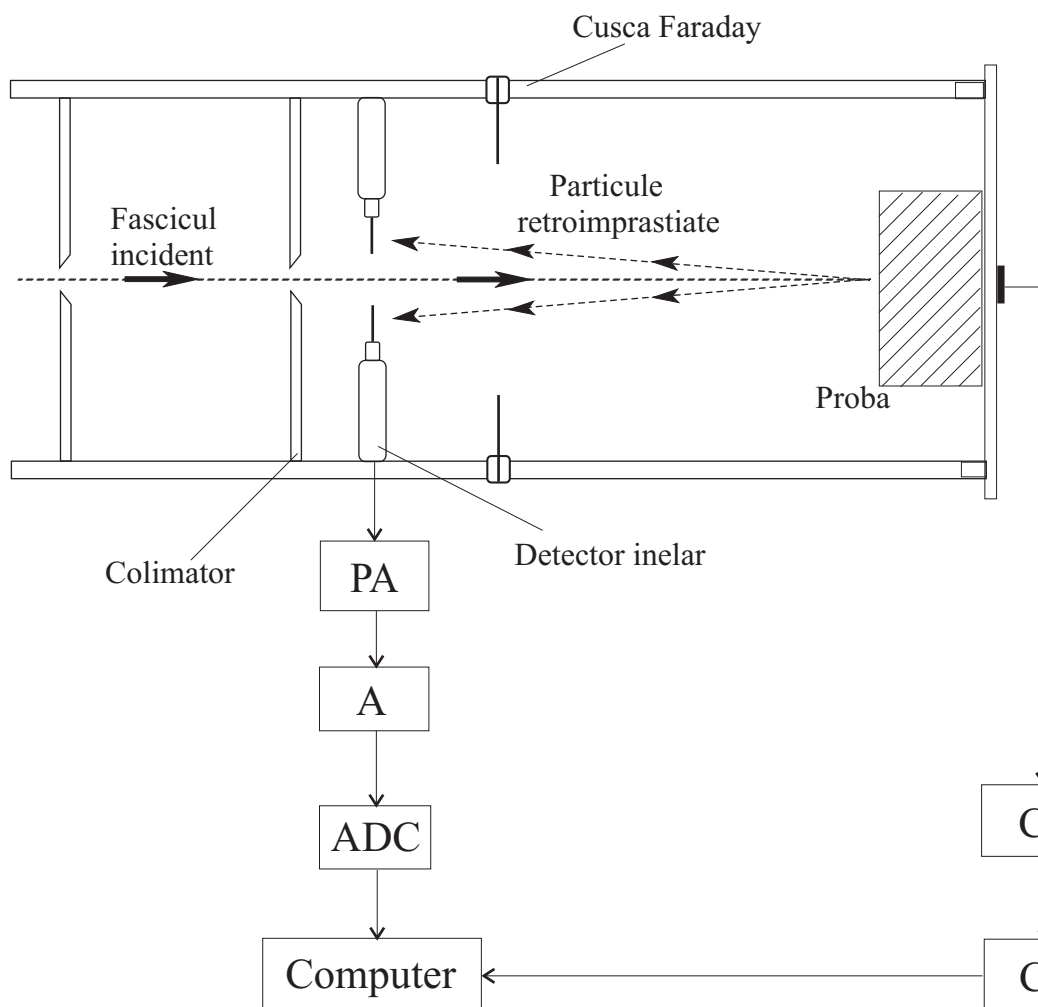 Cusca Faraday
Fascicul
incident
Particule
retroimprastiate
Proba
Colimator
Detector inelar
PA
A
ADC
C
Computer
C